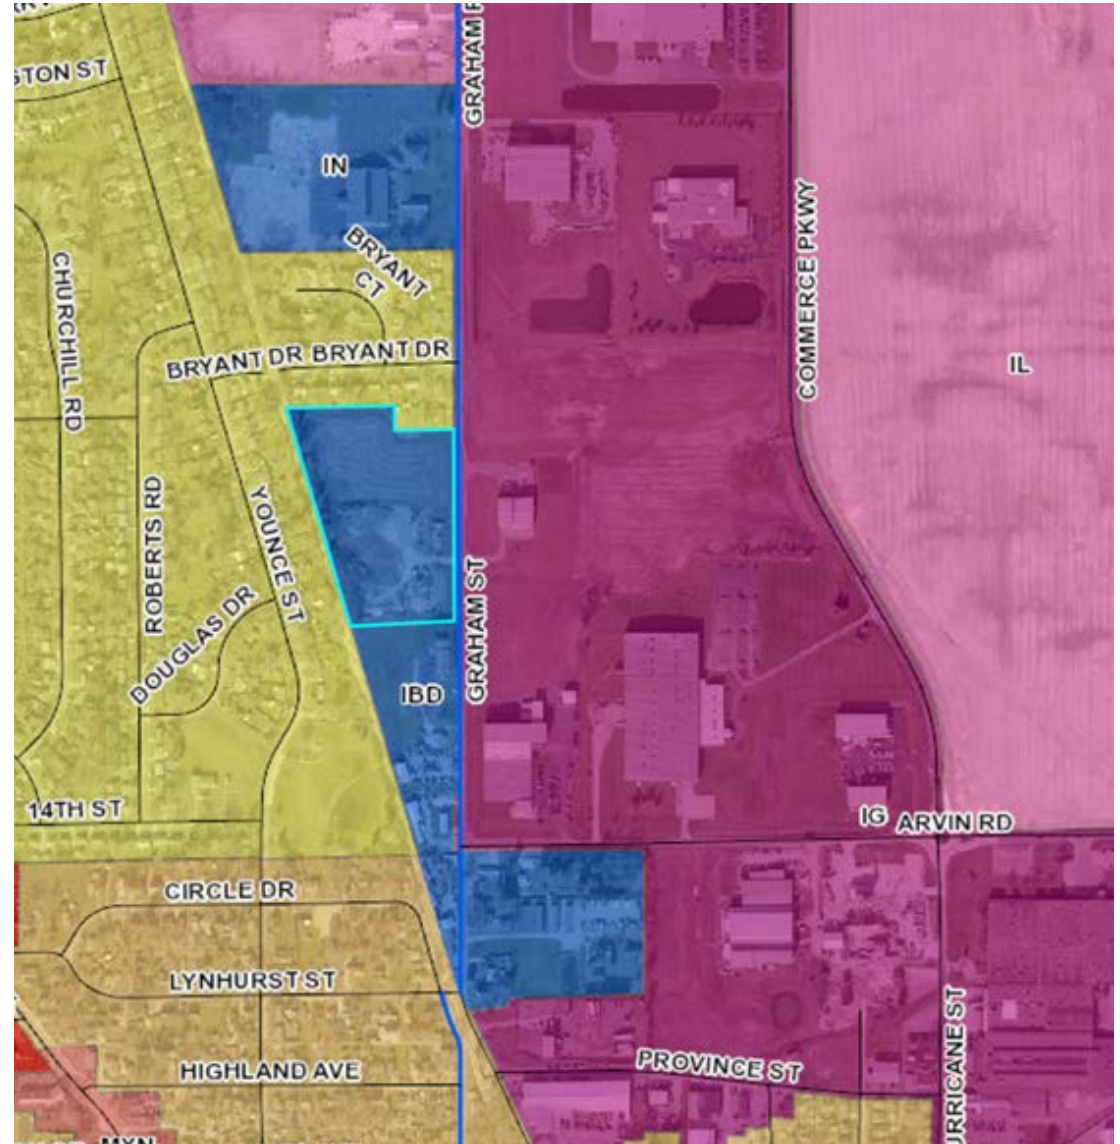 GSTON ST
GRAHAM R
IN
BRYANT
CT
CHURCHILL RD
COMMERCE PKWY
BRYANT DR BRYANT DR
IL
ROBERTS RD
YOUNCE ST
DOUGLAS DR
GRAHAM ST
IBD
14TH ST
IG
ARVIN RD
CIRCLE DR
LYNHURST ST
HIGHLAND AVE
PROVINCE ST
URRICANE ST
MXN